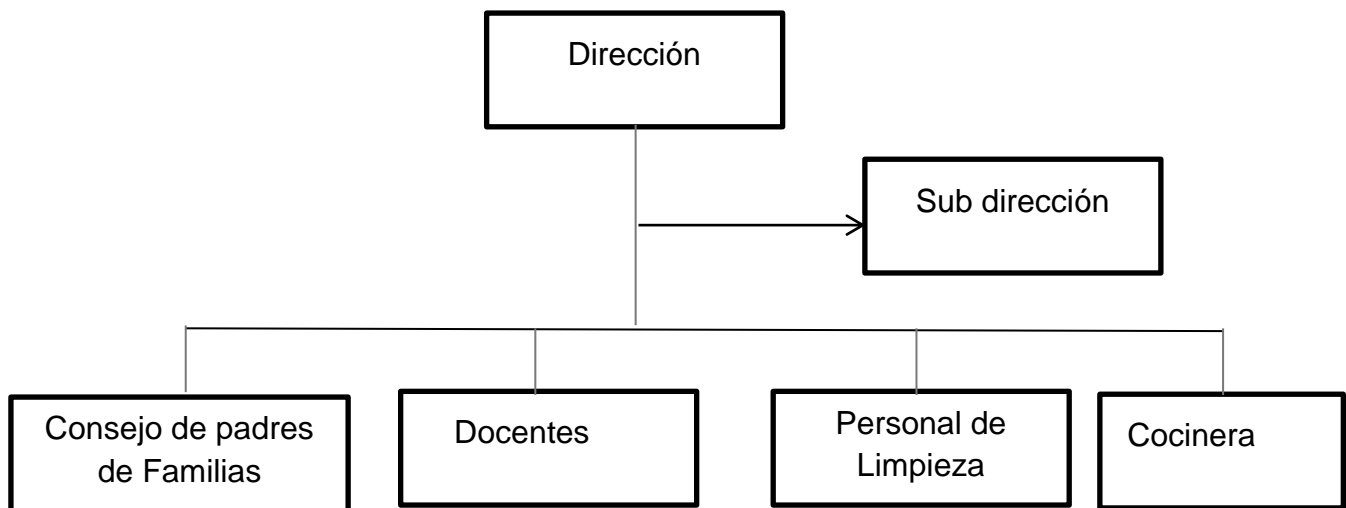 Dirección
Sub dirección
Consejo de padres
de Familias
Docentes
Personal de
Limpieza
Cocinera